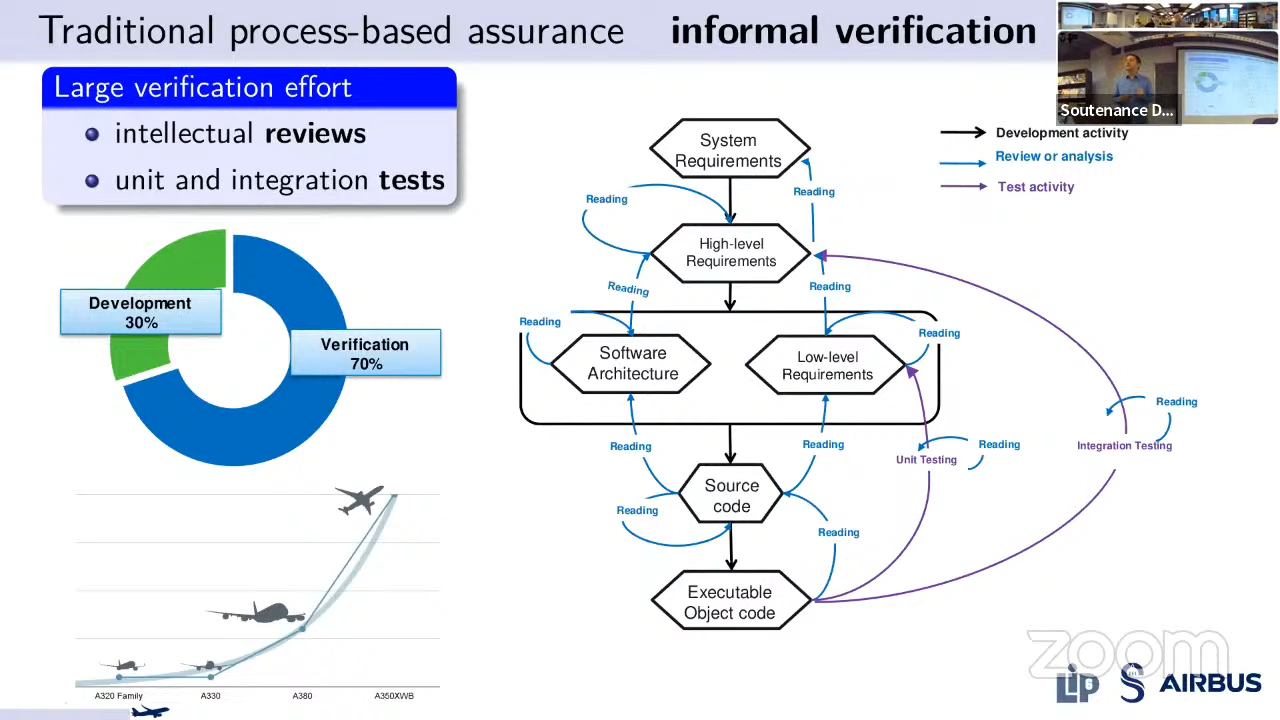 Traditional process-based assurance informal verification
Large verification effort
intellectual reviews
unit and integration tests
Development
30%
Verification
70%
A320 Family
A330
A380
A350XWB
System
Requirements
Reading
Reading
High-level
Requirements
Reading
Reading
Reading
Reading
Software
Architecture
Low-level
Requirements
Reading
Reading
Unit Testing
Reading
Integration Testing
Reading
Source
code
Reading
Reading
Executable
Object code
Development activity
Review or analysis
Test activity
Soutenance D...
zoom
LIP6
S
AIRBUS